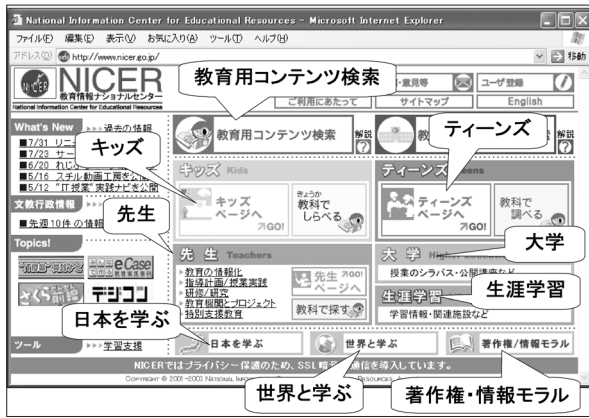 National Information Center for Educational Resources - Microsoft Internet Explorer
ファイル(F) 編集(E) 表示(V) お気に入り(A) ツール(T) ヘルプ(H)
アドレス(D) http://www.nicer.go.jp/ 移動
NICER
教育情報ナショナルセンター
National Information Center for Educational Resources
教育用コンテンツ検索
・意見等 ユーザ登録
ご利用にあたって サイトマップ English
What's New ▶▶▶過去の情報
■7/31 リニ
■7/23 サー
■6/20 れじ
■5/16 スチル動画工房を公
■5/12 "IT授業"実践ナビを公開
教育用コンテンツ検索 解説
解説
キッズ
ティーンズ
キッズ Kids
キッズページへ GO!
きょうか
教科でしらべる
ティーンズ
ティーンズページへ GO!
教科で調べる
文教行政情報
■先週10件の情報
先生
先生 Teachers
▶教育の情報化
▶指導計画/授業実践
▶研修/研究
▶教育機関とプロジェクト
▶特別支援教育
先生ページへ GO!
教科で探す
大学
大学
授業のシラバス・公開講座など
生涯学習
生涯学習
学習情報・関連施設など
Topics!
e-Case
さくら前線
デジコン
日本を学ぶ
ツール ▶▶▶学習支援
日本を学ぶ 世界と学ぶ 著作権/情報モラル
NICERではプライバシー保護のため、SSL暗号 通信を導入しています。
COPYRIGHT © 2001-2003 NATIONAL
世界と学ぶ
著作権・情報モラル